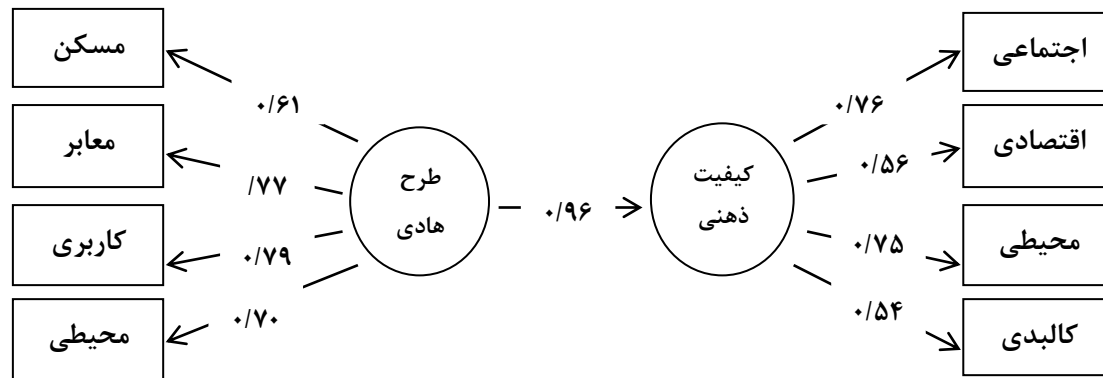 مسکن
اجتماعی
۰/۶۱
۰/۷۶
معابر
اقتصادی
۰/۵۶
طرح
هادی
کیفیت
ذهنی
/۷۷
۰/۹۶
کاربری
محیطی
۰/۷۹
۰/۷۵
محیطی
کالبدی
۰/۷۰
۰/۵۴